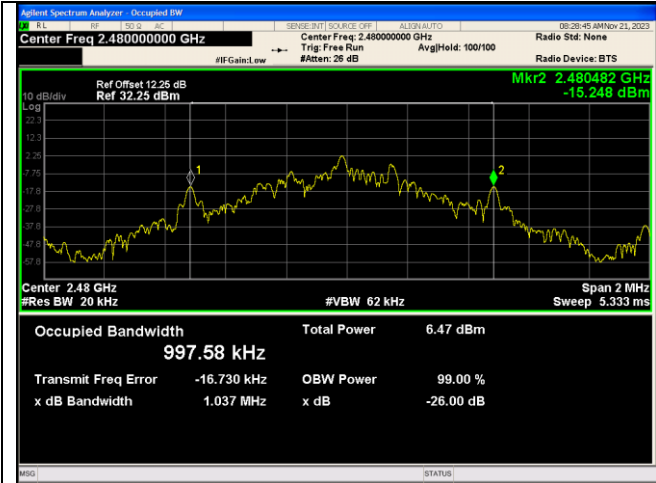 Agilent Spectrum Analyzer - Occupied BW
RL RF 50 Ω AC SENSE:INT SOURCE OFF ALIGN AUTO 08:28:45 AM Nov 21, 2023
Center Freq 2.480000000 GHz Center Freq: 2.480000000 GHz Radio Std: None
Trig: Free Run Avg|Hold: 100/100
#IFGain:Low #Atten: 26 dB Radio Device: BTS
Mkr2 2.480482 GHz
-15.248 dBm
Ref Offset 12.25 dB
10 dB/div Ref 32.25 dBm
Log
22.3
12.3
2.25
-7.75
-17.8
-27.8
-37.8
-47.8
-57.8
1
2
Center 2.48 GHz Span 2 MHz
#Res BW 20 kHz #VBW 62 kHz Sweep 5.333 ms
Occupied Bandwidth Total Power 6.47 dBm
997.58 kHz
Transmit Freq Error -16.730 kHz OBW Power 99.00 %
x dB Bandwidth 1.037 MHz x dB -26.00 dB
MSG STATUS